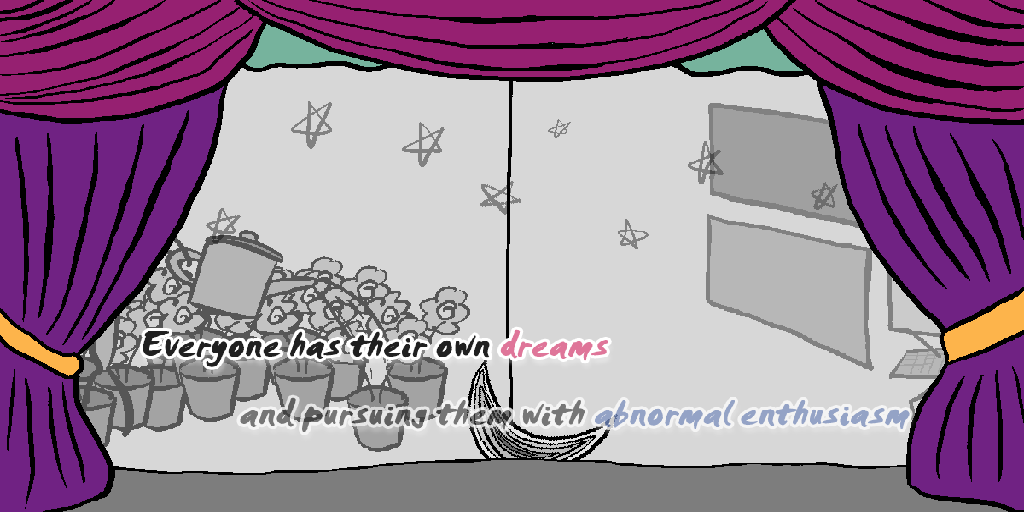 Everyone has their own dreams
and pursuing them with abnormal enthusiasm